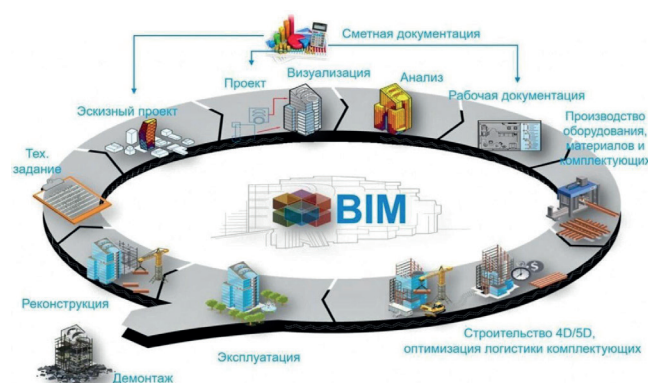 Сметная документация
Проект
Визуализация
Анализ
Эскизный проект
Рабочая документация
Производство
оборудования,
материалов и
комплектующих
Тех.
задание
BIM
Реконструкция
Эксплуатация
Строительство 4D/5D,
оптимизация логистики комплектующих
Демонтаж